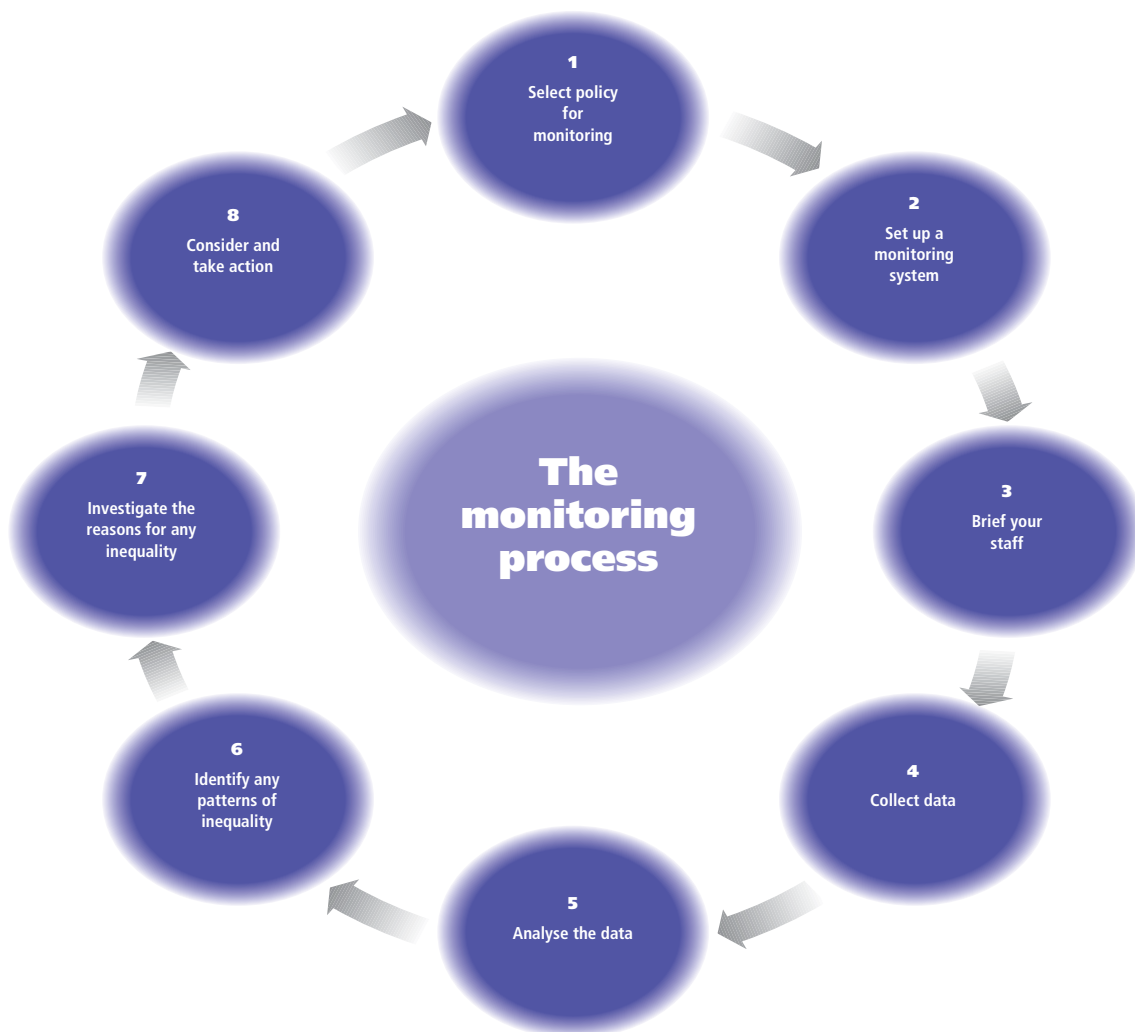 1
Select policy
for
monitoring
2
Set up a
monitoring
system
3
Brief your
staff
4
Collect data
5
Analyse the data
6
Identify any
patterns of
inequality
7
Investigate the
reasons for any
inequality
8
Consider and
take action
The
monitoring
process